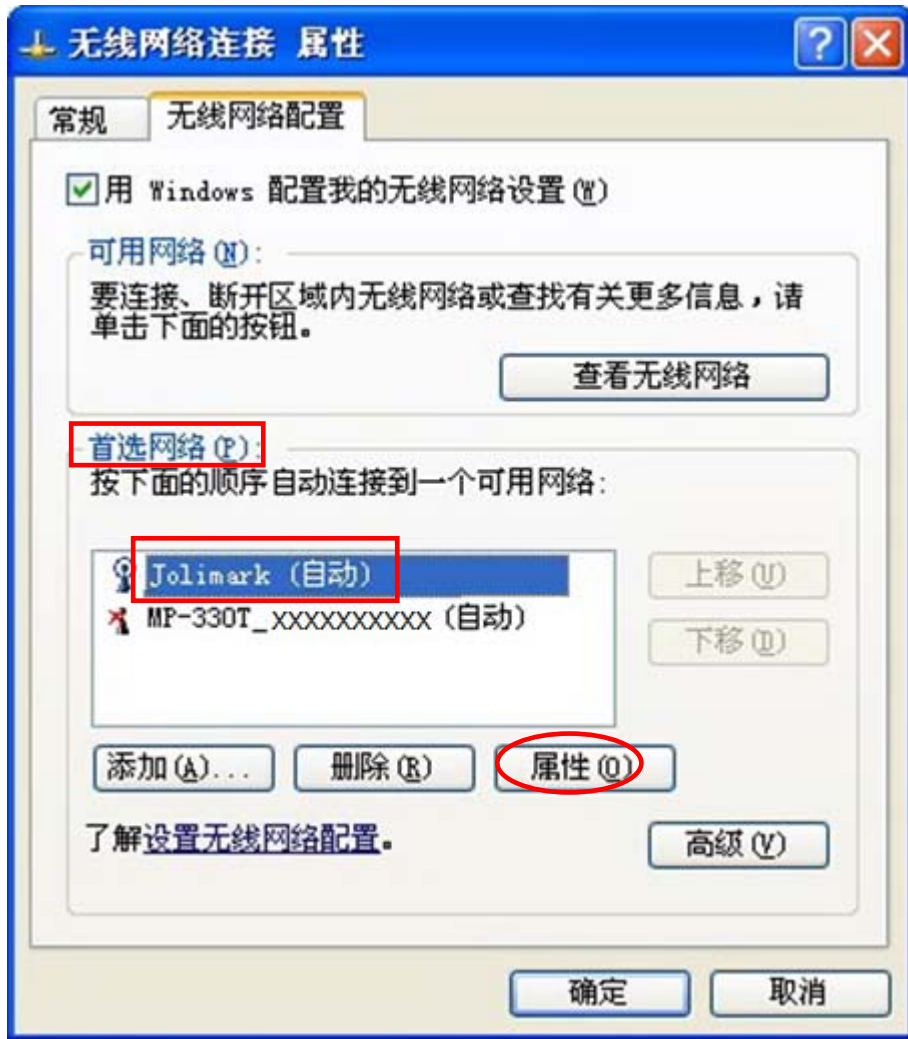 无线网络连接 属性
常规
无线网络配置
用 Windows 配置我的无线网络设置(W)
可用网络(N):
要连接、断开区域内无线网络或查找有关更多信息，请
单击下面的按钮。
查看无线网络
首选网络(P):
按下面的顺序自动连接到一个可用网络:
Jolimark (自动)
上移(U)
MP-330T_XXXXXXXXXX (自动)
下移(D)
添加(A)...
删除(R)
属性(O)
了解设置无线网络配置。
高级(V)
确定
取消